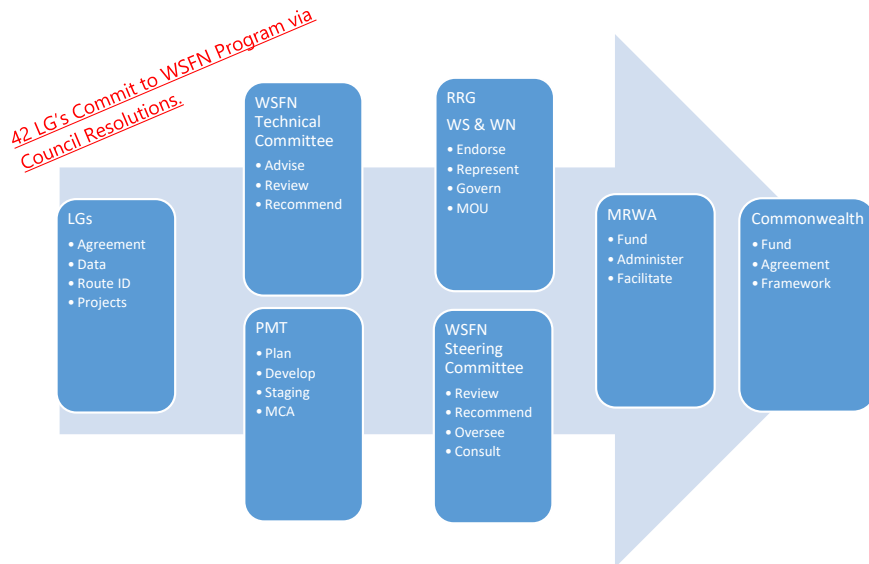 42 LG's Commit to WSFN Program via
Council Resolutions.
LGs
• Agreement
• Data
• Route ID
• Projects
WSFN
Technical
Committee
• Advise
• Review
• Recommend
PMT
• Plan
• Develop
• Staging
• MCA
RRG
WS & WN
• Endorse
• Represent
• Govern
• MOU
WSFN
Steering
Committee
• Review
• Recommend
• Oversee
• Consult
MRWA
• Fund
• Administer
• Facilitate
Commonwealth
• Fund
• Agreement
• Framework